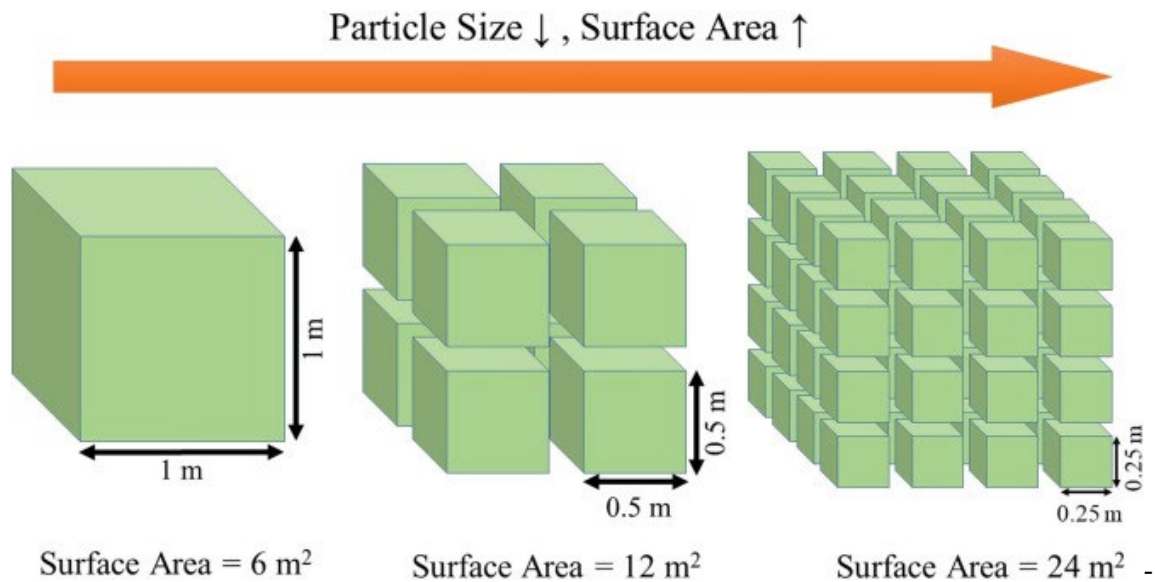 Particle Size ↓ , Surface Area ↑
1 m
1 m
0.5 m
0.5 m
0.25 m
0.25 m
Surface Area = 6 m²
Surface Area = 12 m²
Surface Area = 24 m²